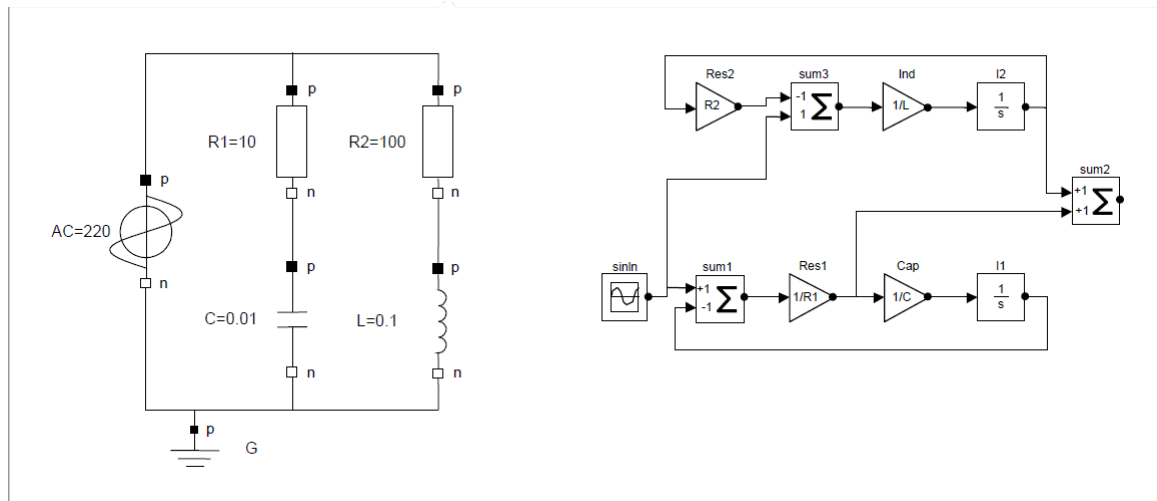 p
p
R1=10
R2=100
n
n
p
AC=220
n
p
p
C=0.01
L=0.1
n
n
p
G
Res2
R2
sum3
-1
1
Σ
Ind
1/L
I2
1
s
sum2
+1
+1
Σ
sinIn
sum1
+1
-1
Σ
Res1
1/R1
Cap
1/C
I1
1
s